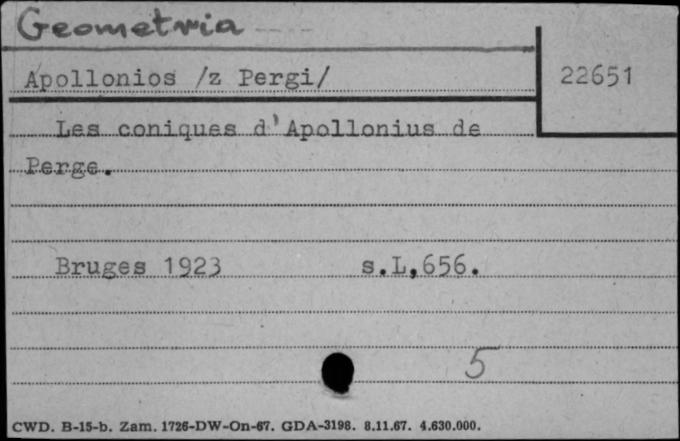 Geometria
Apollonios /z Pergi/
22651
Les coniques d'Apollonius de
Perge.
Bruges 1923 s.L,656.
5
CWD. B-15-b. Zam. 1726-DW-On-67. GDA-3198. 8.11.67. 4.630.000.